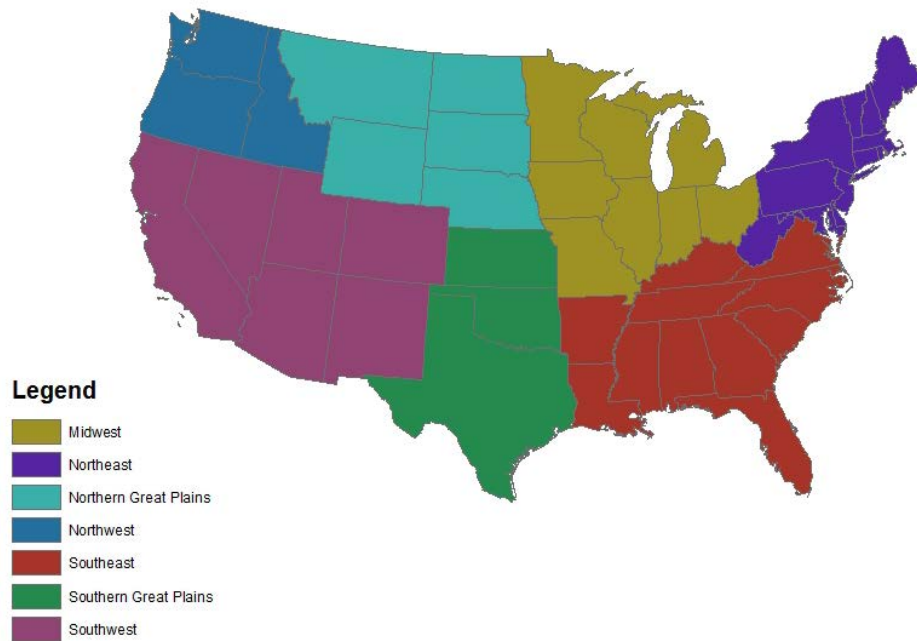 Legend
Midwest
Northeast
Northern Great Plains
Northwest
Southeast
Southern Great Plains
Southwest